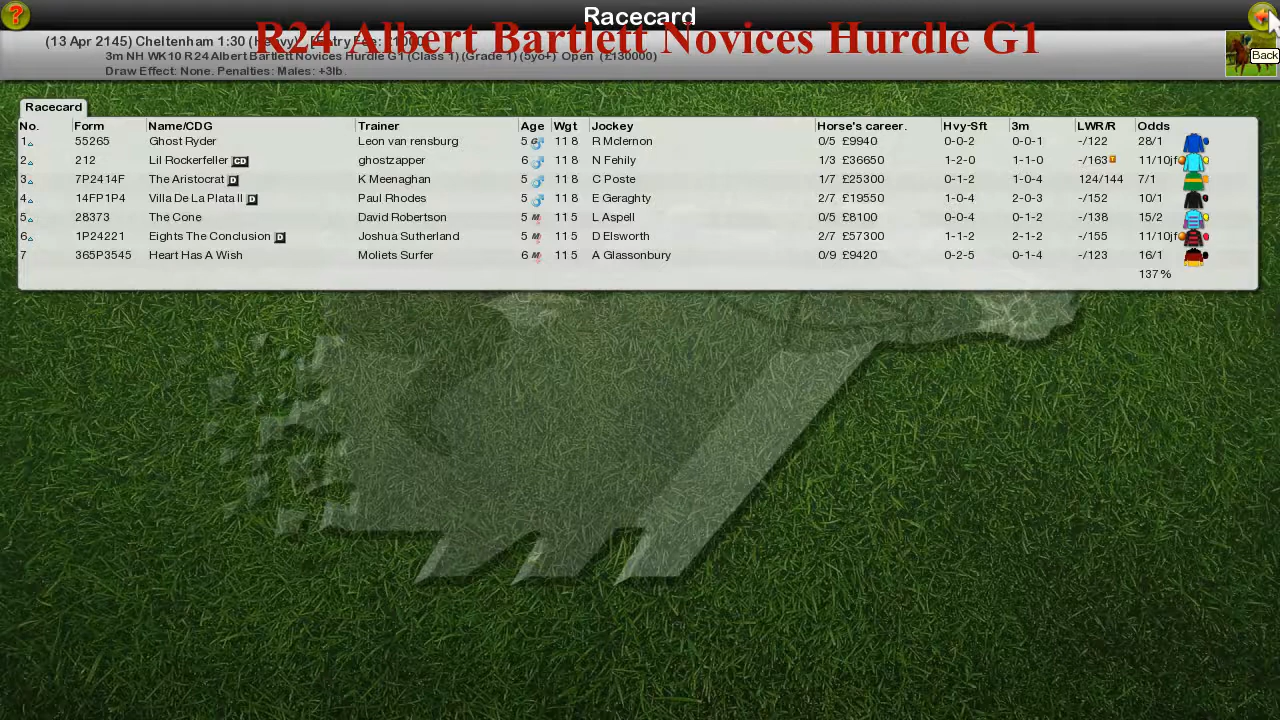 Racecard
R24 Albert Bartlett Novices Hurdle G1
(13 Apr 2145) Cheltenham 1:30 (Heavy)
3m NH WK10 R24 Albert Bartlett Novices Hurdle G1 (Class 1) (Grade 1) (5yo+) Open (£130000)
Back
Draw Effect: None. Penalties: Males: +3lb.
Racecard
No. Form Name/CDG Trainer Age Wgt Jockey Horse's career. Hvy-Sft 3m LWR/R Odds
1 55265 Ghost Ryder Leon van rensburg 5 G 11 8 R Mclernon 0/5 £9940 0-0-2 0-0-1 -/122 28/1
2 212 Lil Rockerfeller CD ghostzapper 6 11 8 N Fehily 1/3 £36650 1-2-0 1-1-0 -/163 11/10jf
3 7P2414F The Aristocrat D K Meenaghan 5 11 8 C Poste 1/7 £25300 0-1-2 1-0-4 124/144 7/1
4 14FP1P4 Villa De La Plata II D Paul Rhodes 5 11 8 E Geraghty 2/7 £19550 1-0-4 2-0-3 -/152 10/1
5 28373 The Cone David Robertson 5 M 11 5 L Aspell 0/5 £8100 0-0-4 0-1-2 -/138 15/2
6 1P24221 Eights The Conclusion D Joshua Sutherland 5 M 11 5 D Elsworth 2/7 £57300 1-1-2 2-1-2 -/155 11/10jf
7 365P3545 Heart Has A Wish Moliets Surfer 6 M 11 5 A Glassonbury 0/9 £9420 0-2-5 0-1-4 -/123 16/1
137%